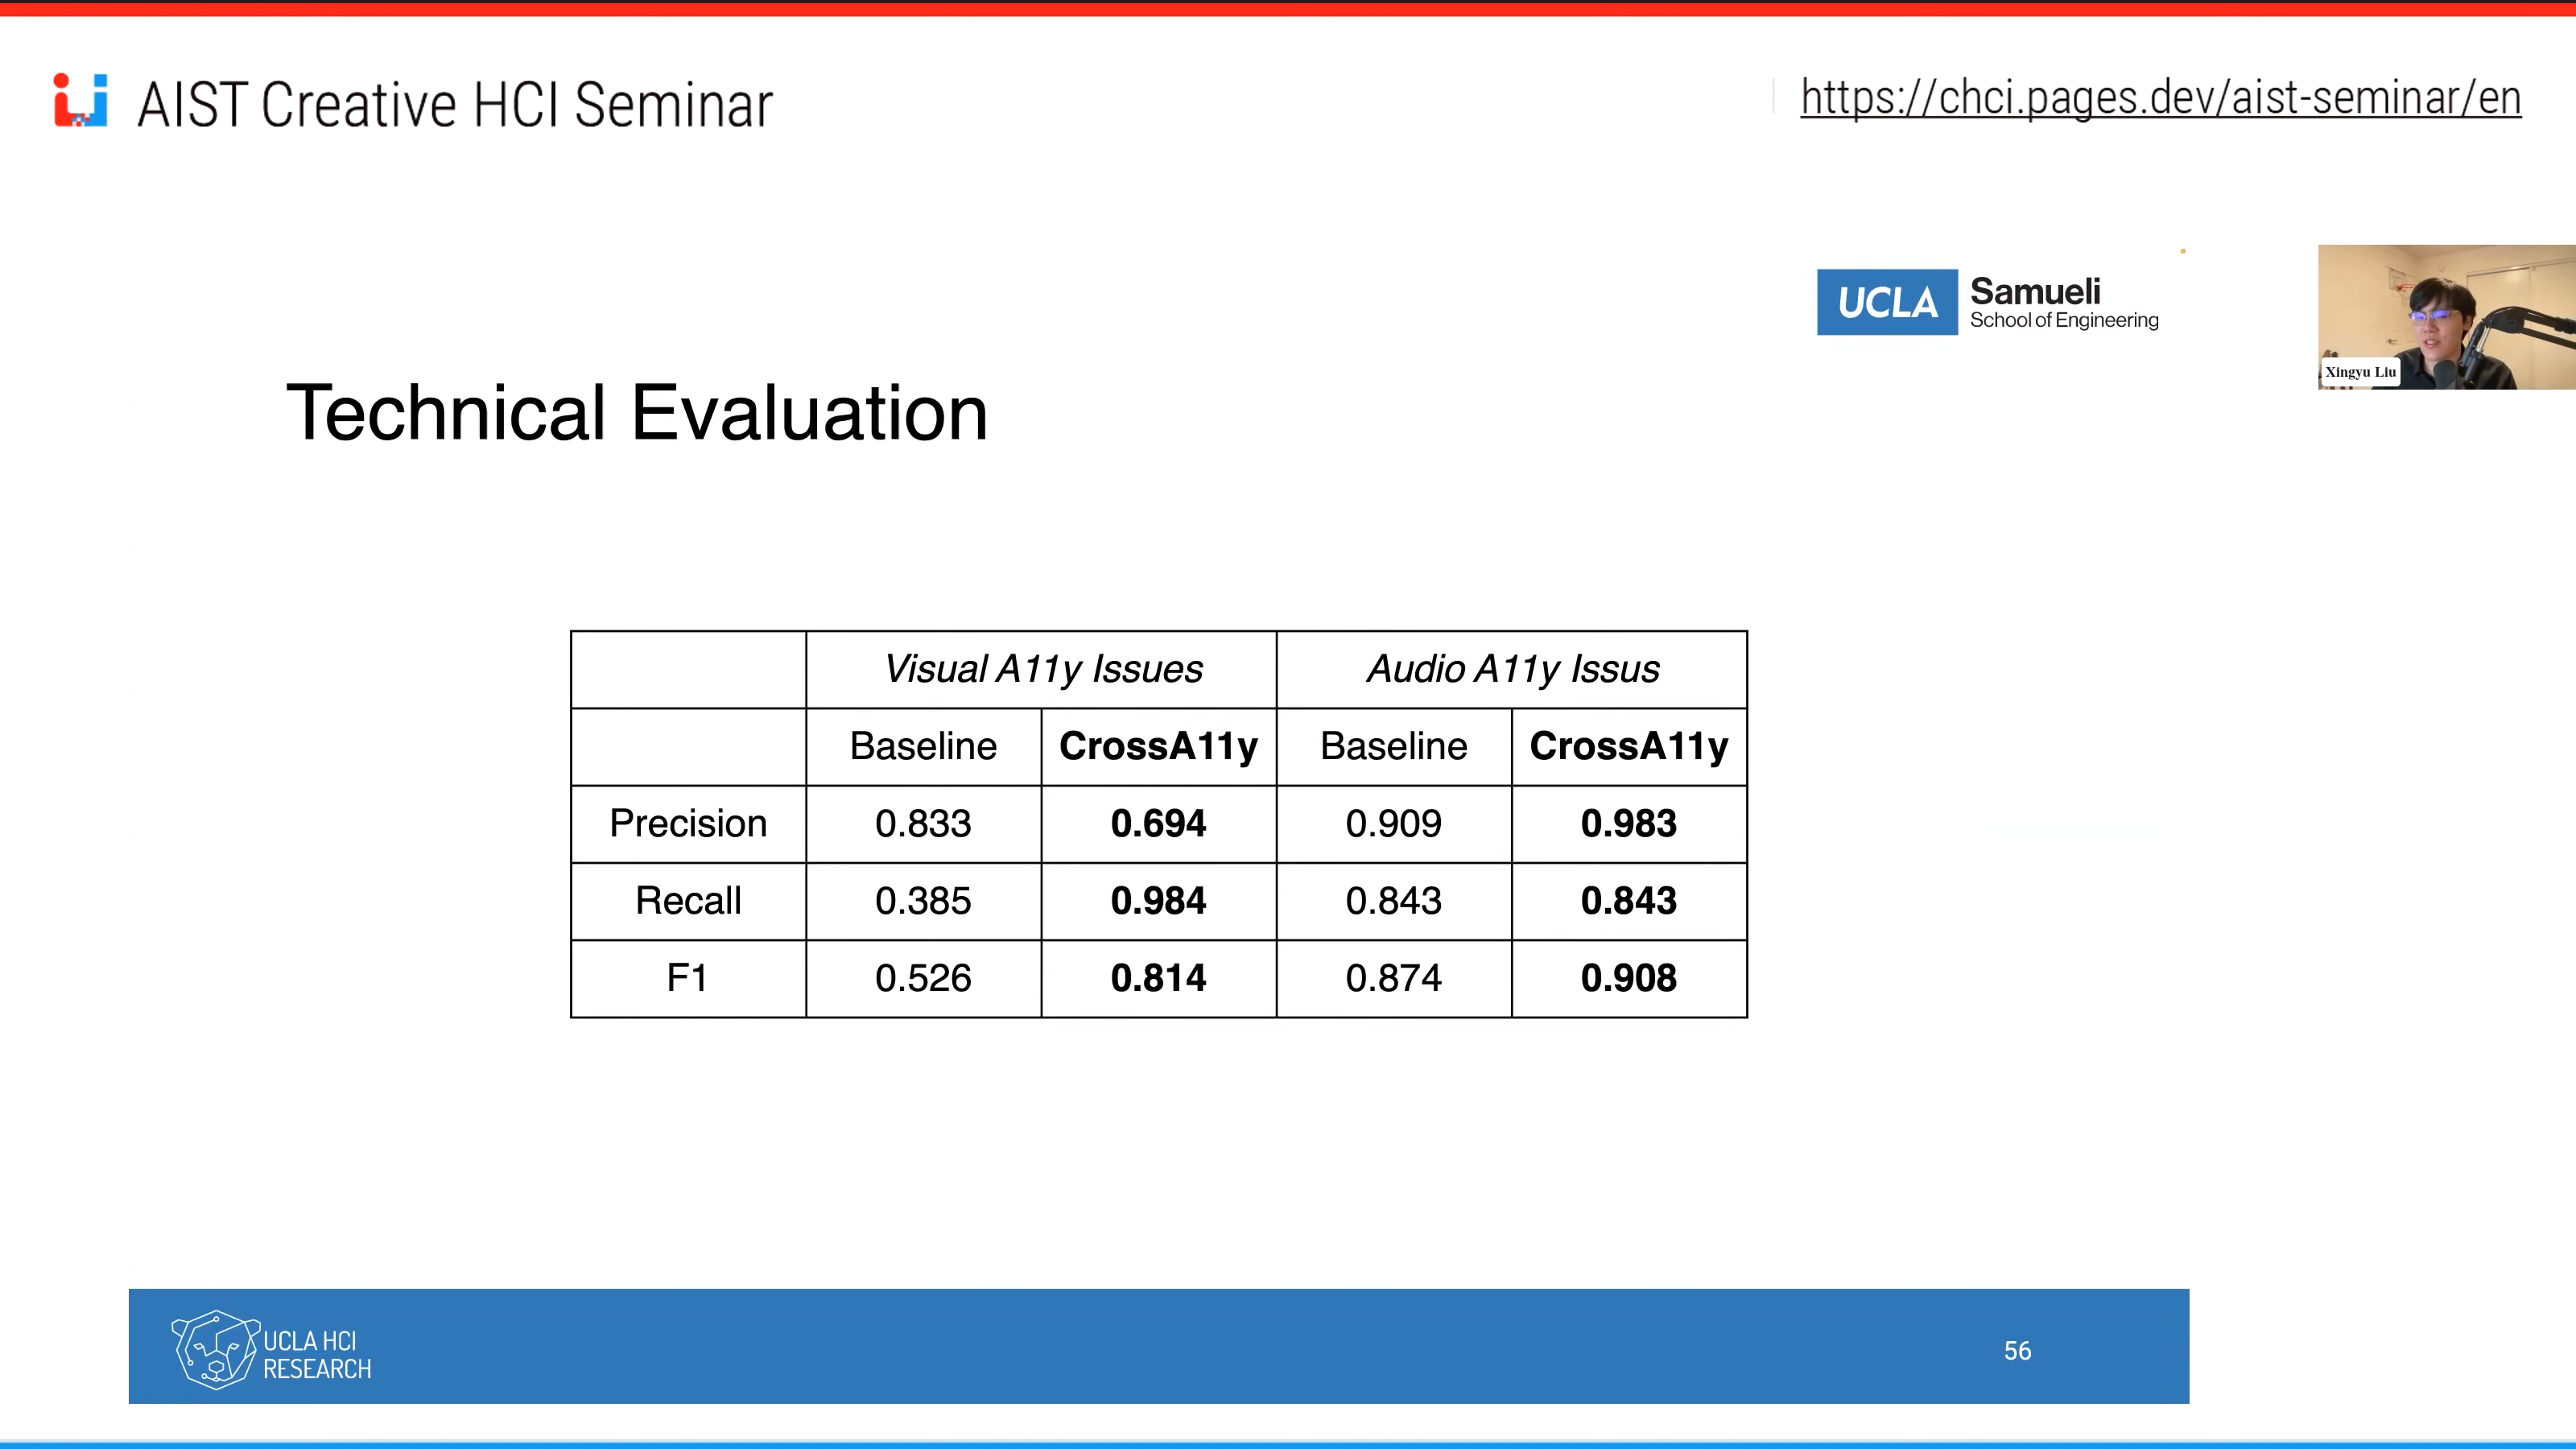 AIST Creative HCI Seminar
https://chci.pages.dev/aist-seminar/en
UCLA Samueli
School of Engineering
Xingyu Liu
Technical Evaluation
Visual A11y Issues Audio A11y Issus
Baseline CrossA11y Baseline CrossA11y
Precision 0.833 0.694 0.909 0.983
Recall 0.385 0.984 0.843 0.843
F1 0.526 0.814 0.874 0.908
UCLA HCI
RESEARCH
56